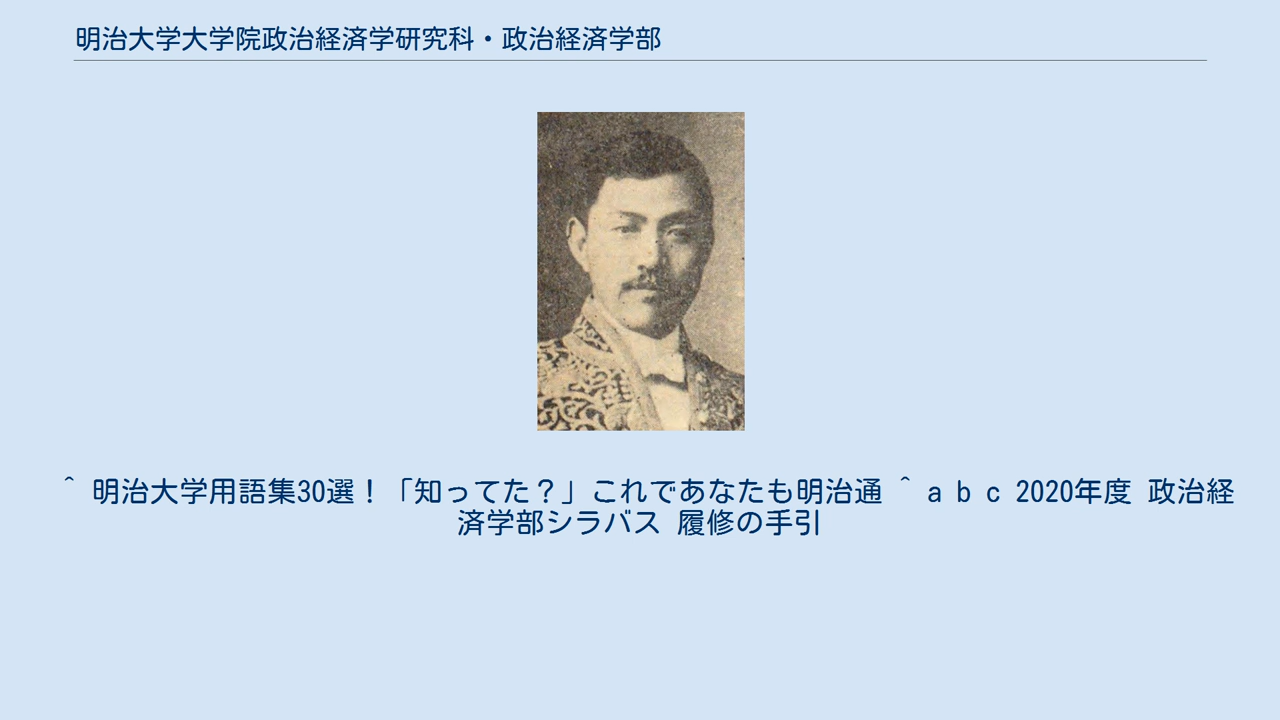 明治大学大学院政治経済学研究科・政治経済学部
^ 明治大学用語集30選！「知ってた？」これであなたも明治通 ^ a b c 2020年度 政治経
済学部シラバス 履修の手引